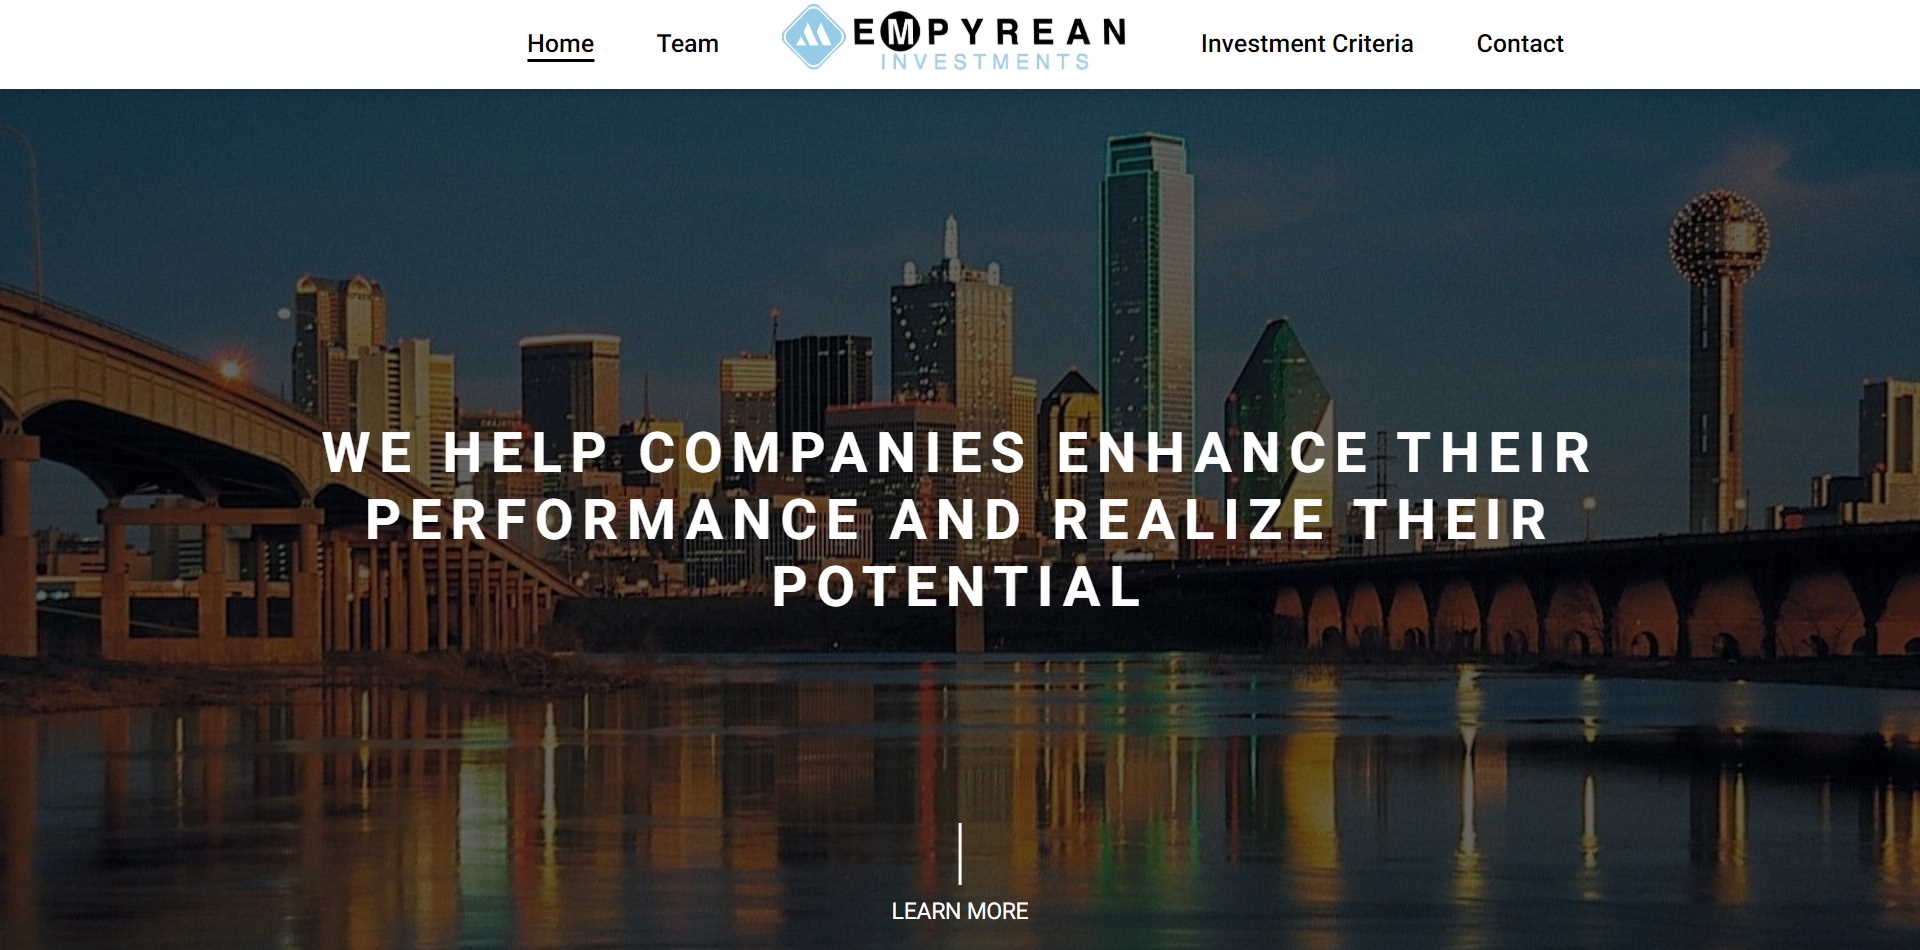 Home
Team
EMPYREAN
INVESTMENTS
Investment Criteria
Contact
WE HELP COMPANIES ENHANCE THEIR
PERFORMANCE AND REALIZE THEIR
POTENTIAL
LEARN MORE